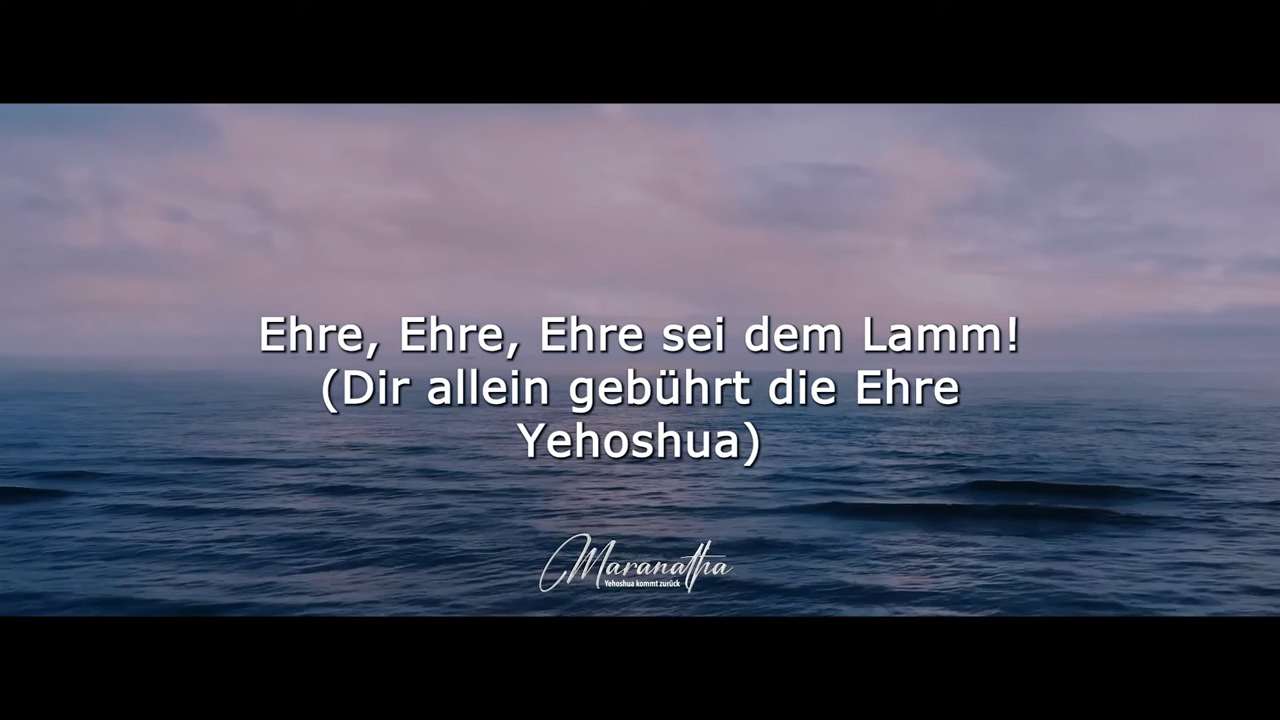 Ehre, Ehre, Ehre sei dem Lamm!
(Dir allein gebührt die Ehre
Yehoshua)
Maranatha
Yehoshua kommt zurück